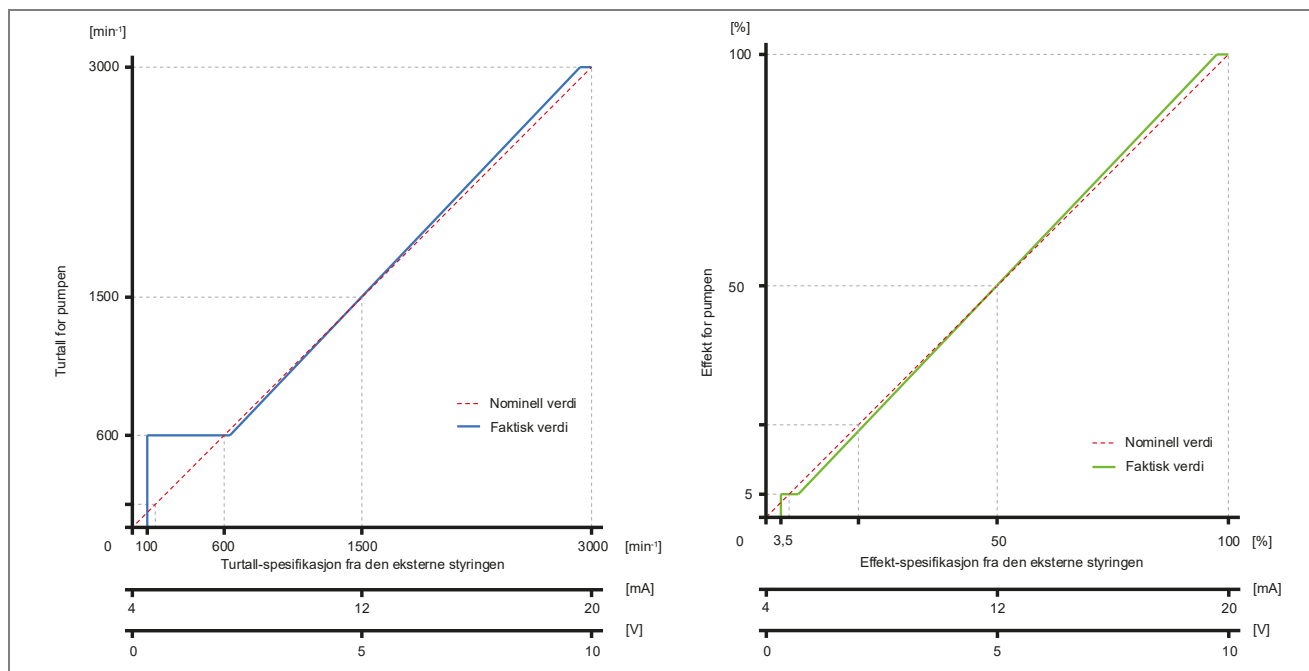 [min-1]
3000
1500
600
Turtall for pumpen
Nominell verdi
Faktisk verdi
0
100
600
1500
3000
[min-1]
Turtall-spesifikasjon fra den eksterne styringen
[mA]
4
12
20
[V]
0
5
10
[%]
100
50
5
Effekt for pumpen
Nominell verdi
Faktisk verdi
0
3,5
50
100
[%]
Effekt-spesifikasjon fra den eksterne styringen
[mA]
4
12
20
[V]
0
5
10